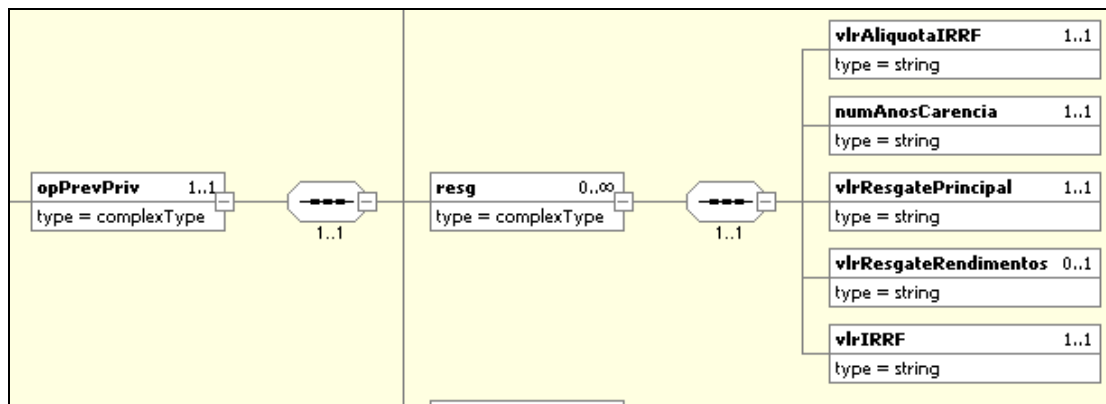 vlrAliquotaIRRF 1..1
type = string
numAnosCarencia 1..1
type = string
opPrevPriv 1..1
type = complexType
1..1
resg 0..∞
type = complexType
1..1
vlrResgatePrincipal 1..1
type = string
vlrResgateRendimentos 0..1
type = string
vlrIRRF 1..1
type = string